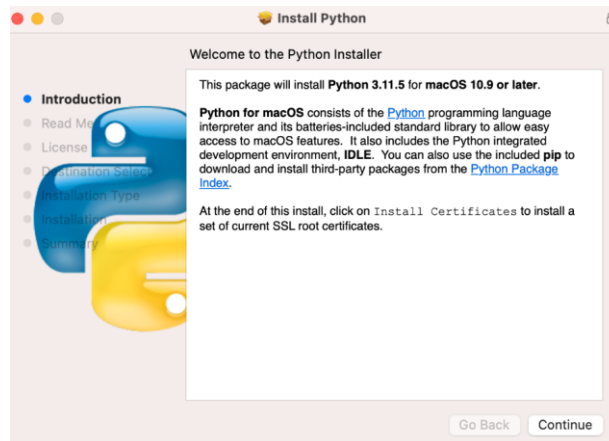 Install Python
Welcome to the Python Installer
Introduction
Read Me
License
Destination Select
Installation Type
Installation
Summary
This package will install Python 3.11.5 for macOS 10.9 or later.
Python for macOS consists of the Python programming language
interpreter and its batteries-included standard library to allow easy
access to macOS features. It also includes the Python integrated
development environment, IDLE. You can also use the included pip to
download and install third-party packages from the Python Package
Index.
At the end of this install, click on Install Certificates to install a
set of current SSL root certificates.
Go Back
Continue